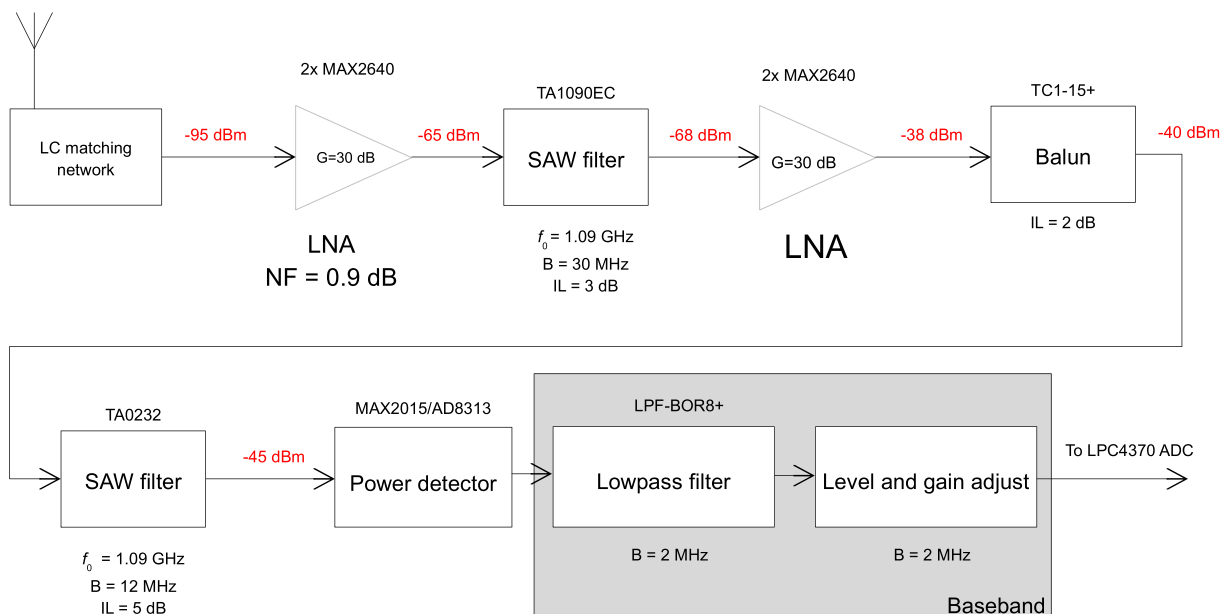 2x MAX2640
2x MAX2640
TA1090EC
TC1-15+
-95 dBm
-65 dBm
-68 dBm
-38 dBm
-40 dBm
LC matching
network
G=30 dB
SAW filter
G=30 dB
Balun
LNA
NF = 0.9 dB
f0 = 1.09 GHz
B = 30 MHz
IL = 3 dB
LNA
IL = 2 dB
TA0232
MAX2015/AD8313
LPF-BOR8+
-45 dBm
To LPC4370 ADC
SAW filter
Power detector
Lowpass filter
Level and gain adjust
f0 = 1.09 GHz
B = 12 MHz
IL = 5 dB
B = 2 MHz
B = 2 MHz
Baseband